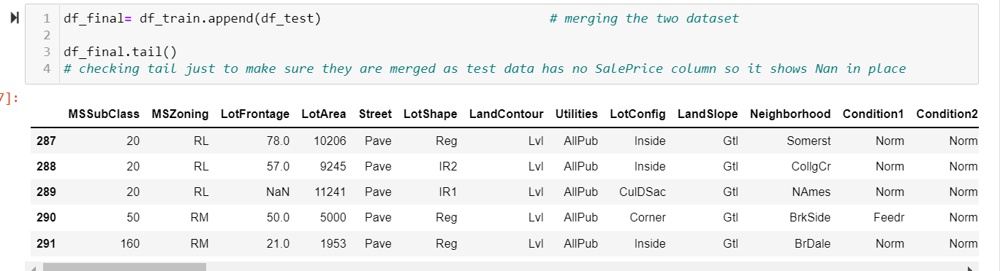 1 df_final= df_train.append(df_test) # merging the two dataset
2
3 df_final.tail()
4 # checking tail just to make sure they are merged as test data has no SalePrice column so it shows Nan in place
7]:
MSSubClass MSZoning LotFrontage LotArea Street LotShape LandContour Utilities LotConfig LandSlope Neighborhood Condition1 Condition2
287 20 RL 78.0 10206 Pave Reg Lvl AllPub Inside Gtl Somerst Norm Norm
288 20 RL 57.0 9245 Pave IR2 Lvl AllPub Inside Gtl CollgCr Norm Norm
289 20 RL NaN 11241 Pave IR1 Lvl AllPub CulDSac Gtl NAmes Norm Norm
290 50 RM 50.0 5000 Pave Reg Lvl AllPub Corner Gtl BrkSide Feedr Norm
291 160 RM 21.0 1953 Pave Reg Lvl AllPub Inside Gtl BrDale Norm Norm